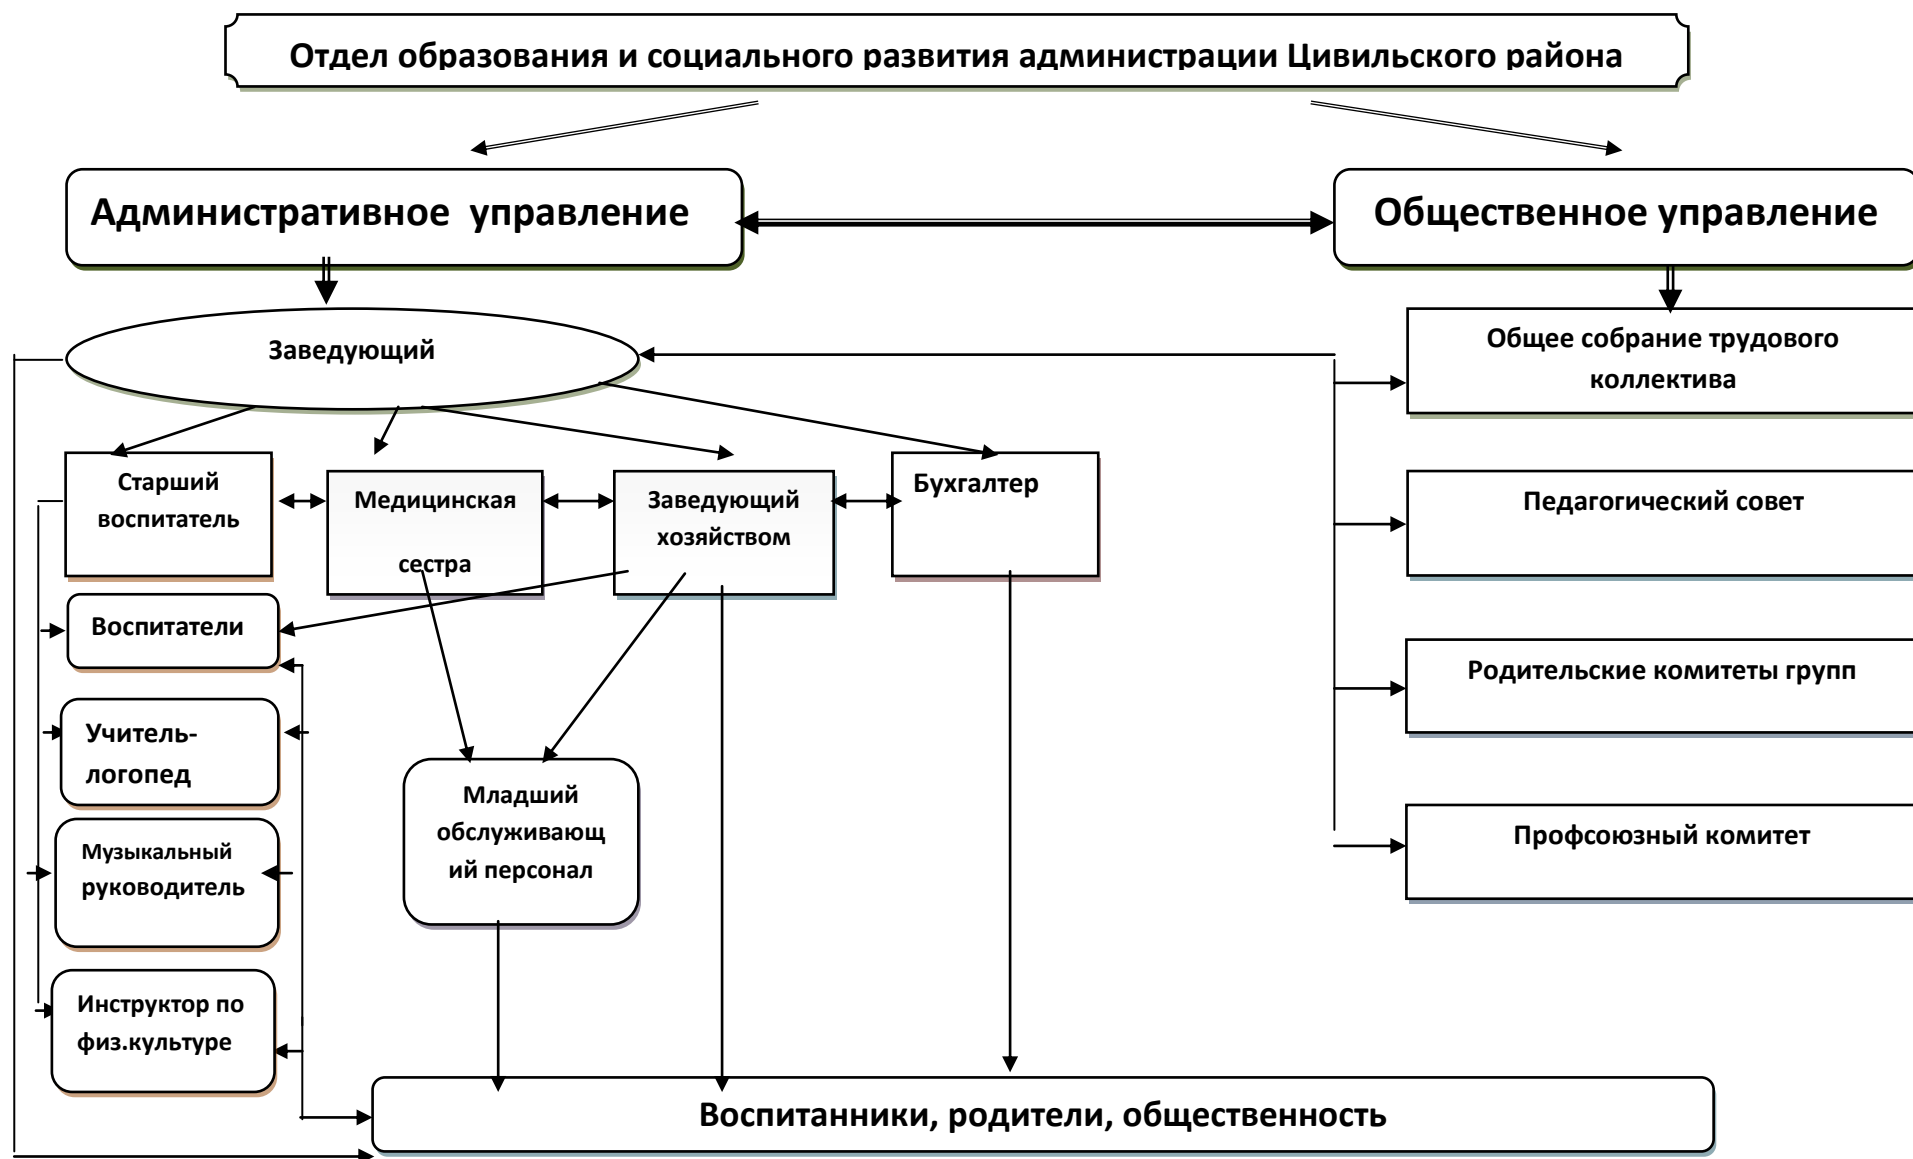 Отдел образования и социального развития администрации Цивильского района
Административное управление
Общественное управление
Заведующий
Общее собрание трудового
коллектива
Старший
воспитатель
Медицинская
сестра
Заведующий
хозяйством
Бухгалтер
Педагогический совет
Воспитатели
Родительские комитеты групп
Учитель-
логопед
Младший
обслуживающ
ий персонал
Музыкальный
руководитель
Профсоюзный комитет
Инструктор по
физ.культуре
Воспитанники, родители, общественность